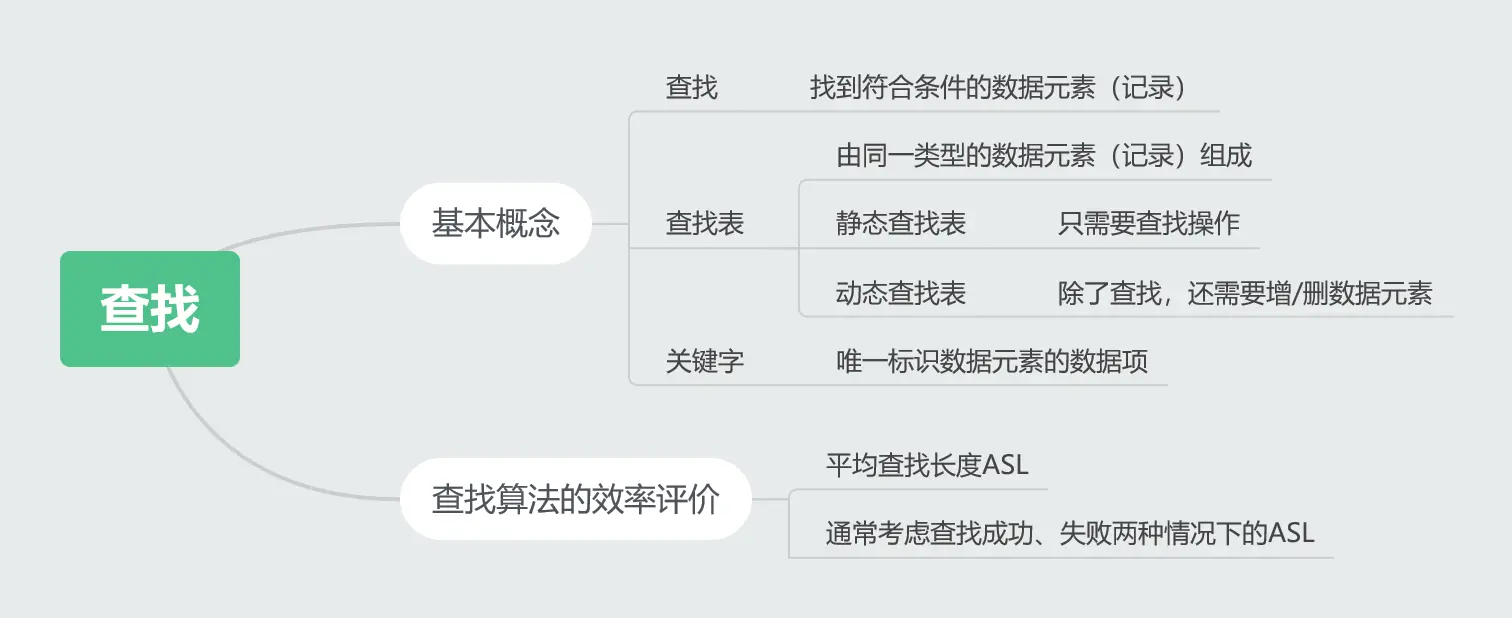 查找
基本概念
查找 找到符合条件的数据元素（记录）
查找表
由同一类型的数据元素（记录）组成
静态查找表 只需要查找操作
动态查找表 除了查找，还需要增/删数据元素
关键字 唯一标识数据元素的数据项
查找算法的效率评价
平均查找长度ASL
通常考虑查找成功、失败两种情况下的ASL